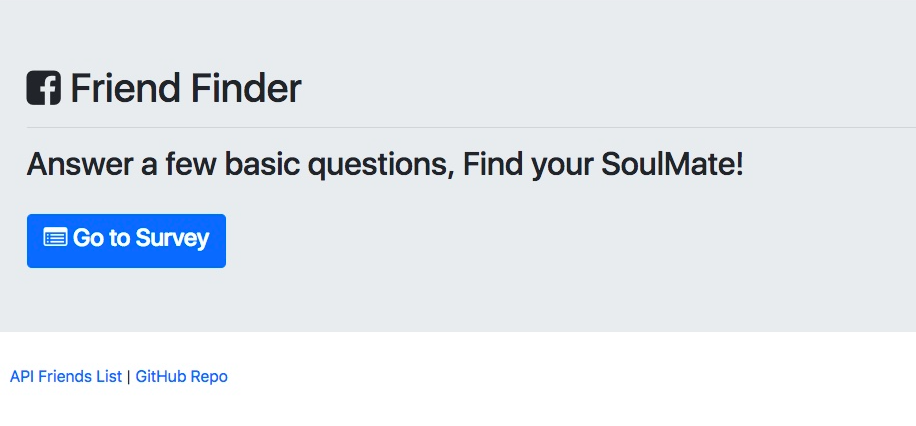 Friend Finder
Answer a few basic questions, Find your SoulMate!
Go to Survey
API Friends List | GitHub Repo